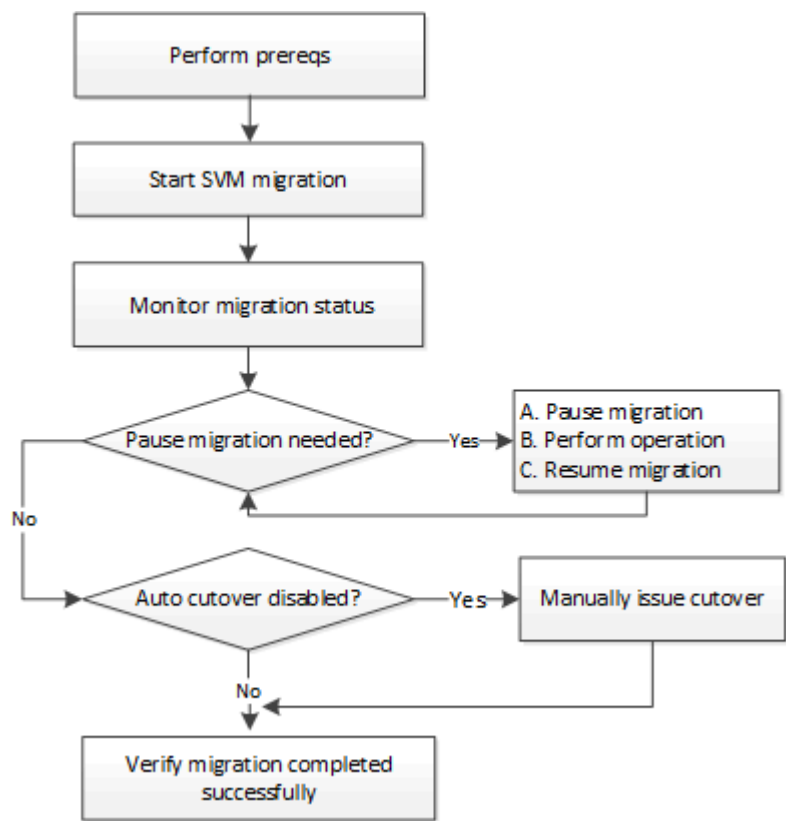 Perform prereqs
Start SVM migration
Monitor migration status
Pause migration needed?
Yes
A. Pause migration
B. Perform operation
C. Resume migration
No
Auto cutover disabled?
Yes
Manually issue cutover
No
Verify migration completed
successfully